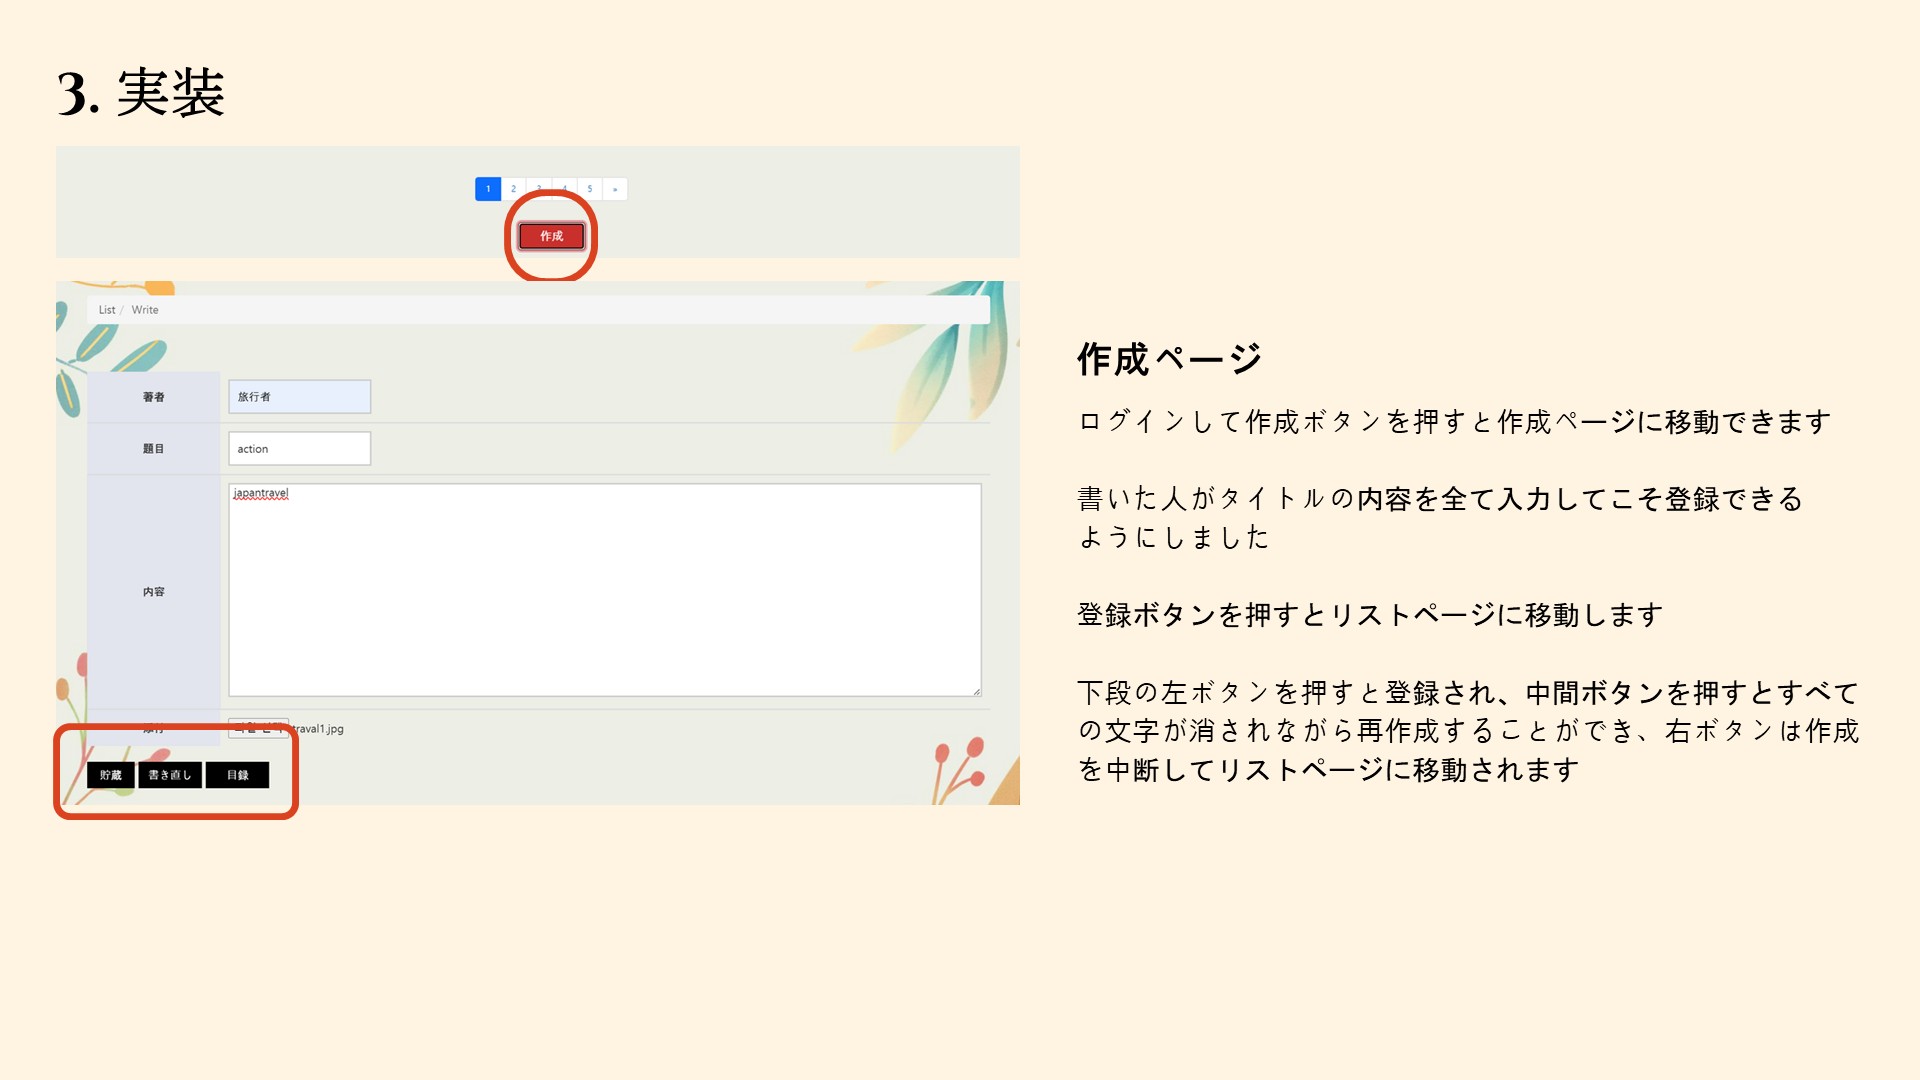 3. 実装
1 2 3 4 5 »
作成
List / Write
著者
旅行者
題目
action
内容
japantravel
添付
파일 선택 traval1.jpg
貯蔵
書き直し
目録
作成ページ
ログインして作成ボタンを押すと作成ページに移動できます
書いた人がタイトルの内容を全て入力してこそ登録できる
ようにしました
登録ボタンを押すとリストページに移動します
下段の左ボタンを押すと登録され、中間ボタンを押すとすべて
の文字が消されながら再作成することができ、右ボタンは作成
を中断してリストページに移動されます